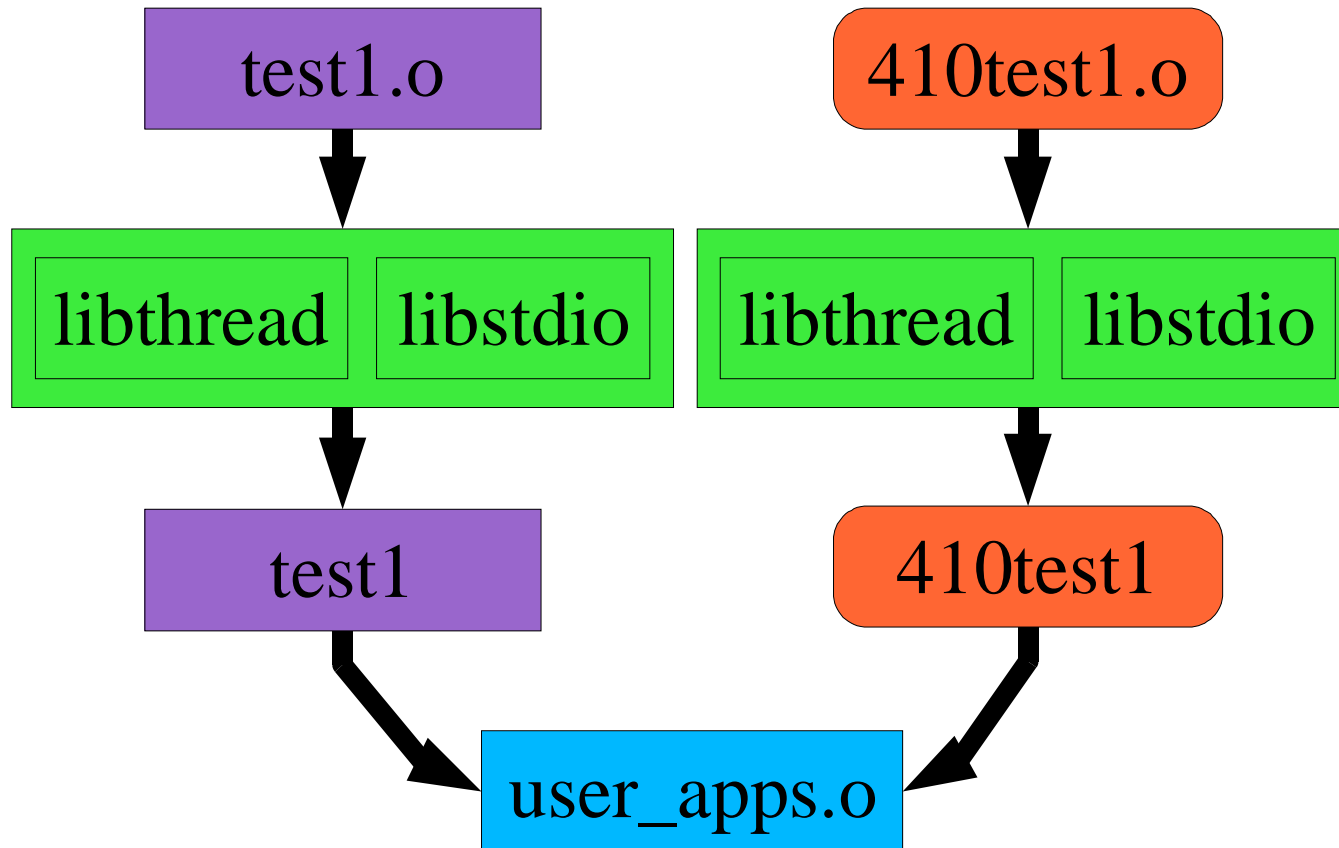 test1.o
410test1.o
libthread
libstdio
libthread
libstdio
test1
410test1
user_apps.o